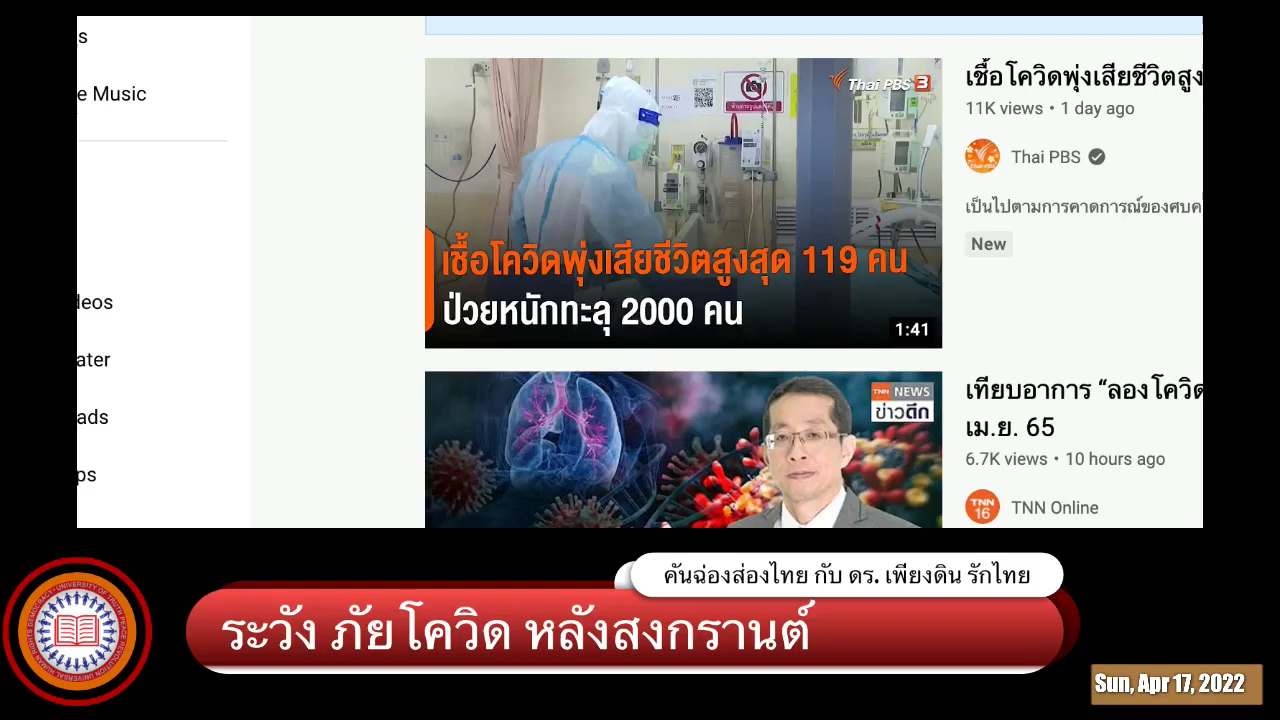 s
e Music
deos
ater
ads
ps
Thai PBS 3
เชื้อโควิดพุ่งเสียชีวิตสูงสุด 119 คน
ป่วยหนักทะลุ 2000 คน
1:41
เชื้อโควิดพุ่งเสียชีวิตสูง
11K views • 1 day ago
Thai PBS
เป็นไปตามการคาดการณ์ของศบค
New
TNN NEWS
ข่าวดึก
เทียบอาการ “ลองโควิด
เม.ย. 65
6.7K views • 10 hours ago
TNN 16
TNN Online
คันฉ่องส่องไทย กับ ดร. เพียงดิน รักไทย
ระวัง ภัยโควิด หลังสงกรานต์
Sun, Apr 17, 2022